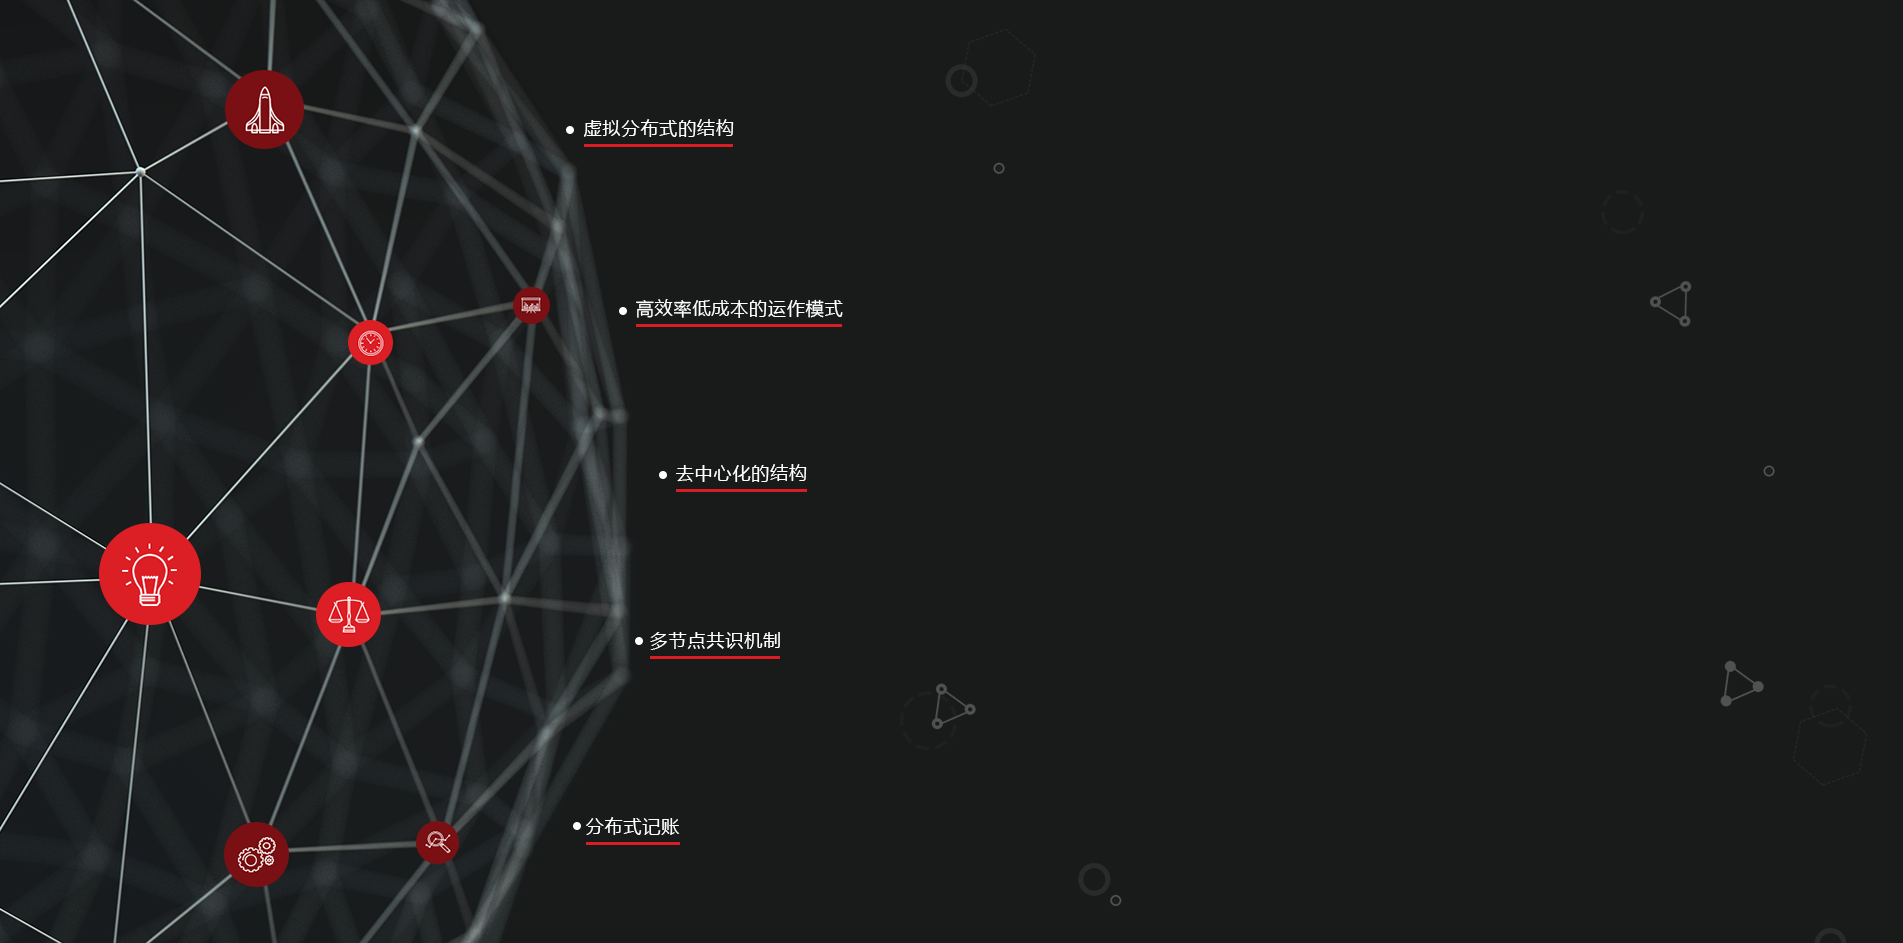 虚拟分布式的结构
高效率低成本的运作模式
去中心化的结构
多节点共识机制
分布式记账